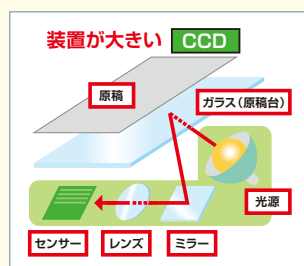 装置が大きい CCD
原稿
ガラス(原稿台)
光源
センサー レンズ ミラー